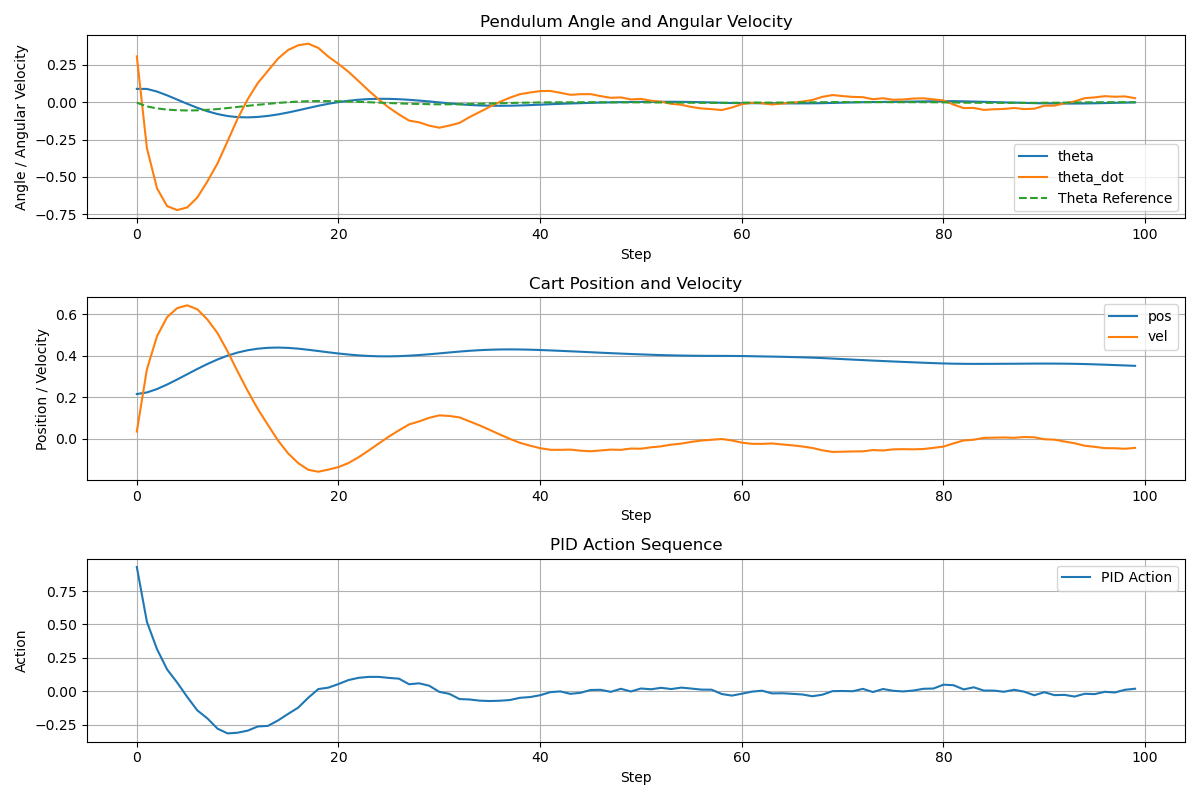 Pendulum Angle and Angular Velocity
Angle / Angular Velocity
0.25
0.00
−0.25
−0.50
−0.75
theta
theta_dot
Theta Reference
0 20 40 60 80 100
Step
Cart Position and Velocity
Position / Velocity
0.6
0.4
0.2
0.0
pos
vel
0 20 40 60 80 100
Step
PID Action Sequence
Action
0.75
0.50
0.25
0.00
−0.25
PID Action
0 20 40 60 80 100
Step